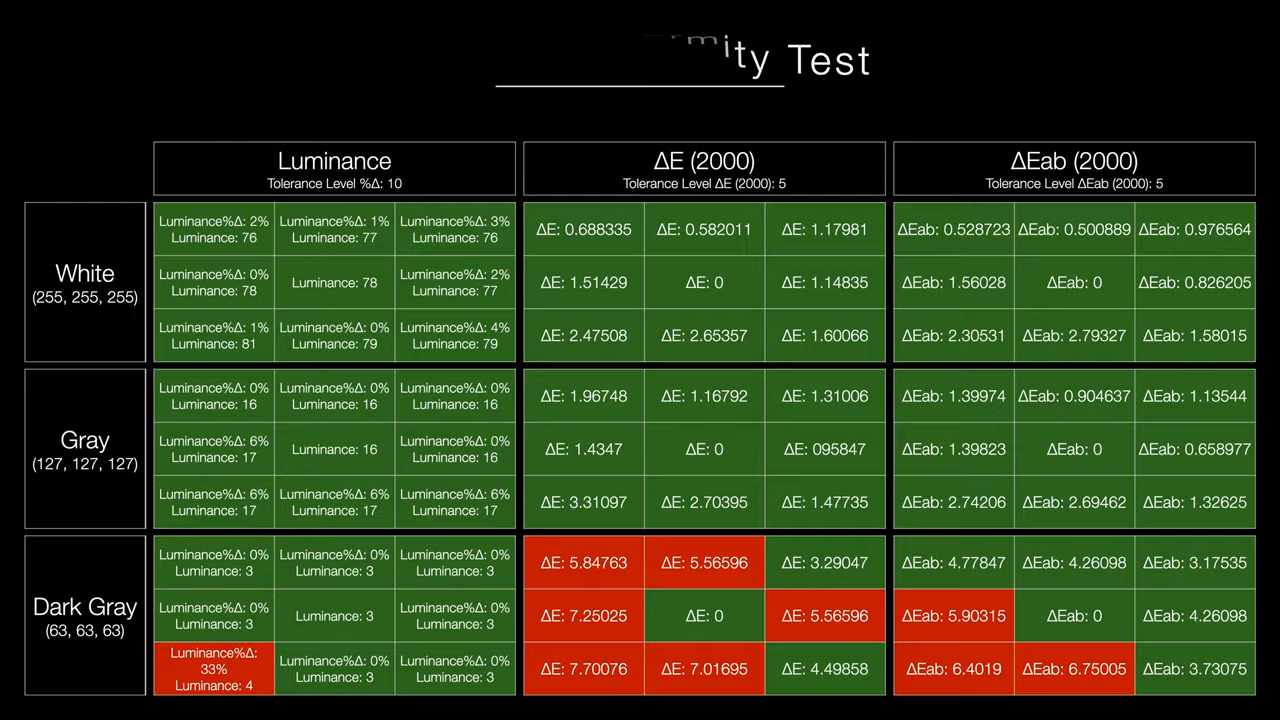 Test
Luminance
Tolerance Level %Δ: 10
ΔE (2000)
Tolerance Level ΔE (2000): 5
ΔEab (2000)
Tolerance Level ΔEab (2000): 5
White
(255, 255, 255)
Luminance%Δ: 2%
Luminance: 76
Luminance%Δ: 1%
Luminance: 77
Luminance%Δ: 3%
Luminance: 76
ΔE: 0.688335
ΔE: 0.582011
ΔE: 1.17981
ΔEab: 0.528723
ΔEab: 0.500889
ΔEab: 0.976564
Luminance%Δ: 0%
Luminance: 78
Luminance: 78
Luminance%Δ: 2%
Luminance: 77
ΔE: 1.51429
ΔE: 0
ΔE: 1.14835
ΔEab: 1.56028
ΔEab: 0
ΔEab: 0.826205
Luminance%Δ: 1%
Luminance: 81
Luminance%Δ: 0%
Luminance: 79
Luminance%Δ: 4%
Luminance: 79
ΔE: 2.47508
ΔE: 2.65357
ΔE: 1.60066
ΔEab: 2.30531
ΔEab: 2.79327
ΔEab: 1.58015
Gray
(127, 127, 127)
Luminance%Δ: 0%
Luminance: 16
Luminance%Δ: 0%
Luminance: 16
Luminance%Δ: 0%
Luminance: 16
ΔE: 1.96748
ΔE: 1.16792
ΔE: 1.31006
ΔEab: 1.39974
ΔEab: 0.904637
ΔEab: 1.13544
Luminance%Δ: 6%
Luminance: 17
Luminance: 16
Luminance%Δ: 0%
Luminance: 16
ΔE: 1.4347
ΔE: 0
ΔE: 095847
ΔEab: 1.39823
ΔEab: 0
ΔEab: 0.658977
Luminance%Δ: 6%
Luminance: 17
Luminance%Δ: 6%
Luminance: 17
Luminance%Δ: 6%
Luminance: 17
ΔE: 3.31097
ΔE: 2.70395
ΔE: 1.47735
ΔEab: 2.74206
ΔEab: 2.69462
ΔEab: 1.32625
Dark Gray
(63, 63, 63)
Luminance%Δ: 0%
Luminance: 3
Luminance%Δ: 0%
Luminance: 3
Luminance%Δ: 0%
Luminance: 3
ΔE: 5.84763
ΔE: 5.56596
ΔE: 3.29047
ΔEab: 4.77847
ΔEab: 4.26098
ΔEab: 3.17535
Luminance%Δ: 0%
Luminance: 3
Luminance: 3
Luminance%Δ: 0%
Luminance: 3
ΔE: 7.25025
ΔE: 0
ΔE: 5.56596
ΔEab: 5.90315
ΔEab: 0
ΔEab: 4.26098
Luminance%Δ:
33%
Luminance: 4
Luminance%Δ: 0%
Luminance: 3
Luminance%Δ: 0%
Luminance: 3
ΔE: 7.70076
ΔE: 7.01695
ΔE: 4.49858
ΔEab: 6.4019
ΔEab: 6.75005
ΔEab: 3.73075